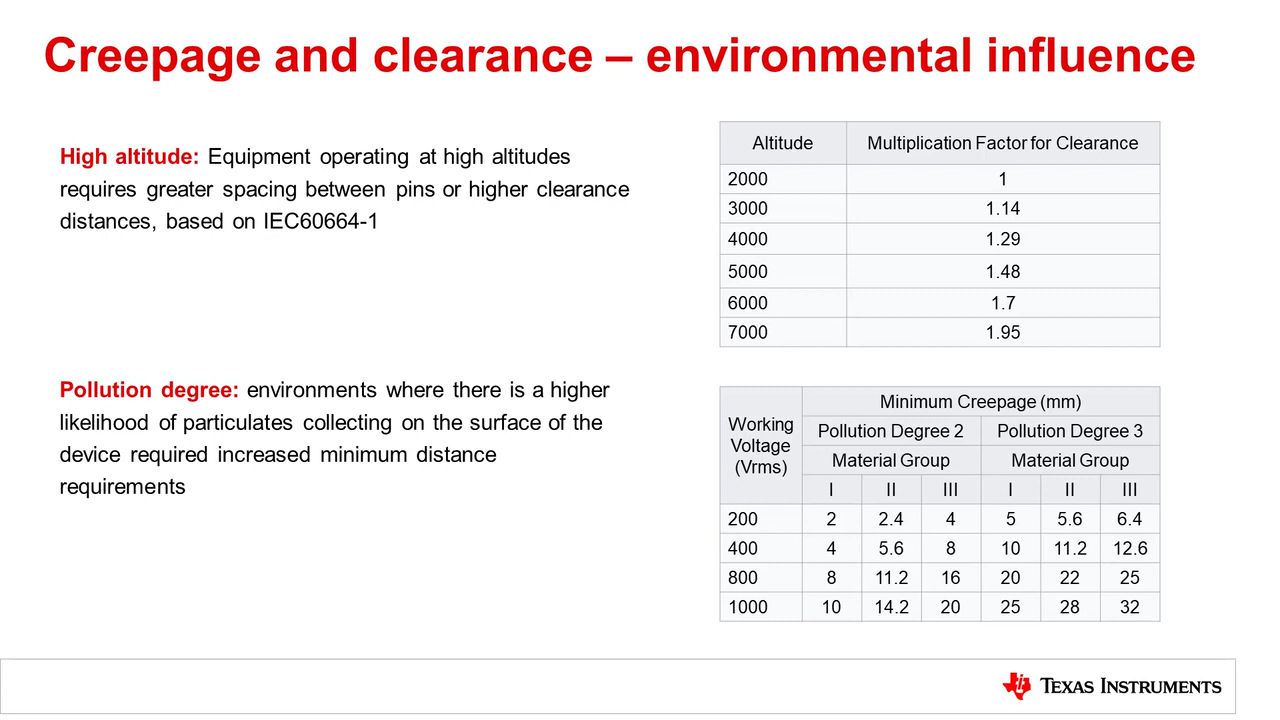 Creepage and clearance – environmental influence
High altitude: Equipment operating at high altitudes
requires greater spacing between pins or higher clearance
distances, based on IEC60664-1
Altitude Multiplication Factor for Clearance
2000 1
3000 1.14
4000 1.29
5000 1.48
6000 1.7
7000 1.95
Pollution degree: environments where there is a higher
likelihood of particulates collecting on the surface of the
device required increased minimum distance
requirements
Working
Voltage
(Vrms)
Minimum Creepage (mm)
Pollution Degree 2 Pollution Degree 3
Material Group Material Group
I II III I II III
200 2 2.4 4 5 5.6 6.4
400 4 5.6 8 10 11.2 12.6
800 8 11.2 16 20 22 25
1000 10 14.2 20 25 28 32
TEXAS INSTRUMENTS